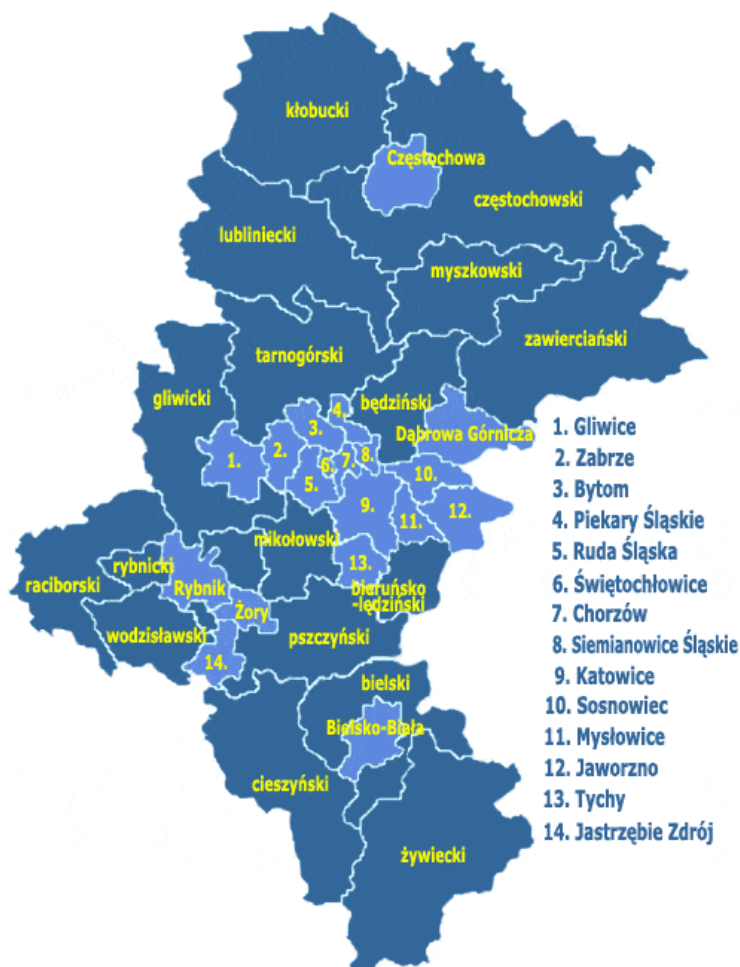 kłobucki
Częstochowa
częstochowski
lubliniecki
myszkowski
zawierciański
tarnogórski
gliwicki
będziński
Dąbrowa Górnicza
4.
3.
2.
1.
8.
7.
6.
5.
10.
9.
11.
12.
mikołowski
13.
rybnicki
raciborski
Rybnik
bieruńsko
-lędziński
Żory
wodzisławski
pszczyński
14.
bielski
Bielsko-Biała
cieszyński
żywiecki
1. Gliwice
2. Zabrze
3. Bytom
4. Piekary Śląskie
5. Ruda Śląska
6. Świętochłowice
7. Chorzów
8. Siemianowice Śląskie
9. Katowice
10. Sosnowiec
11. Mysłowice
12. Jaworzno
13. Tychy
14. Jastrzębie Zdrój